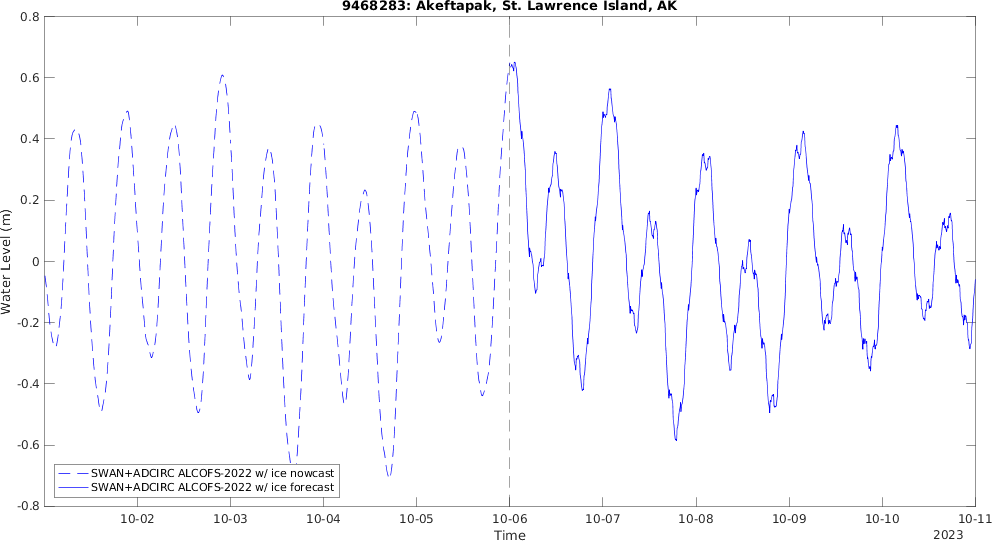 9468283: Akeftapak, St. Lawrence Island, AK
0.8
0.6
0.4
0.2
0
-0.2
-0.4
-0.6
-0.8
Water Level (m)
SWAN+ADCIRC ALCOFS-2022 w/ ice nowcast
SWAN+ADCIRC ALCOFS-2022 w/ ice forecast
10-02 10-03 10-04 10-05 10-06 10-07 10-08 10-09 10-10 10-11
Time
2023